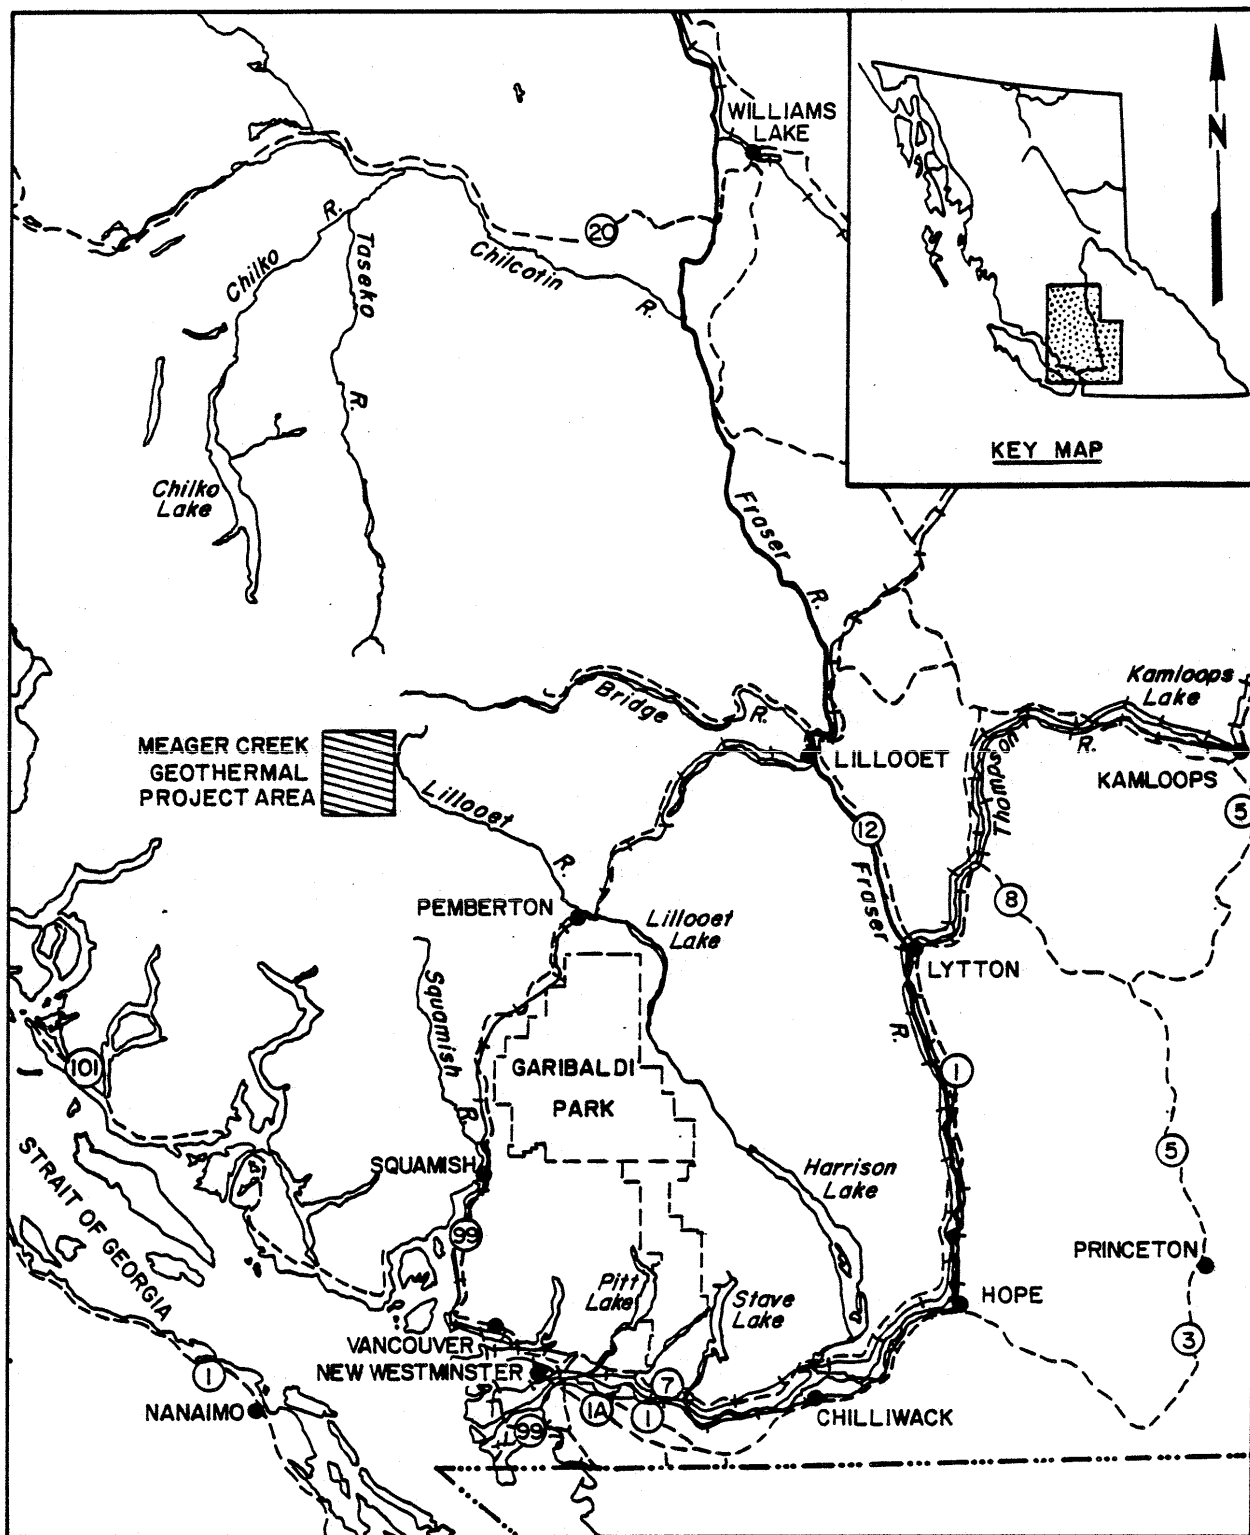 WILLIAMS
LAKE
N
KEY MAP
20
Chilko R.
Taseko R.
Chilcotin R.
Chilko
Lake
Fraser R.
Bridge R.
Kamloops
Lake
MEAGER CREEK
GEOTHERMAL
PROJECT AREA
LILLOOET
KAMLOOPS
Thompson R.
5
Lillooet R.
12
8
PEMBERTON
Lillooet
Lake
Fraser R.
LYTTON
Squamish R.
101
GARIBALDI
PARK
1
STRAIT OF GEORGIA
SQUAMISH
Harrison
Lake
5
99
PRINCETON
Pitt
Lake
Stave
Lake
HOPE
3
VANCOUVER
NEW WESTMINSTER
1
7
1A
1
NANAIMO
99
CHILLIWACK